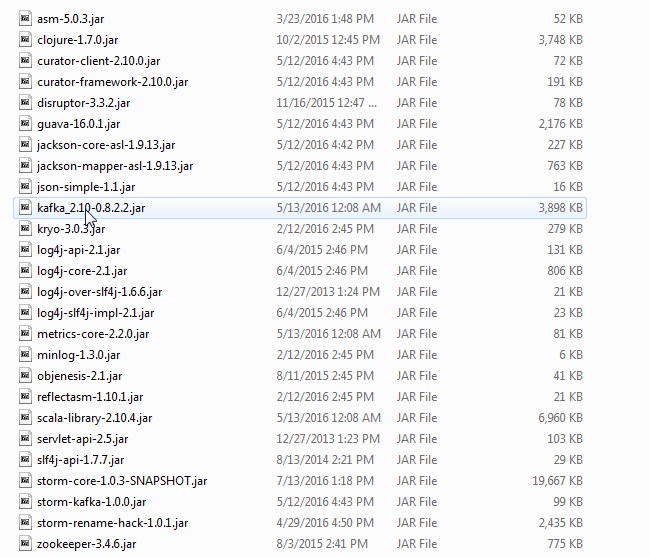 asm-5.0.3.jar 3/23/2016 1:48 PM JAR File 52 KB
clojure-1.7.0.jar 10/2/2015 12:45 PM JAR File 3,748 KB
curator-client-2.10.0.jar 5/12/2016 4:43 PM JAR File 72 KB
curator-framework-2.10.0.jar 5/12/2016 4:43 PM JAR File 191 KB
disruptor-3.3.2.jar 11/16/2015 12:47 ... JAR File 78 KB
guava-16.0.1.jar 5/12/2016 4:43 PM JAR File 2,176 KB
jackson-core-asl-1.9.13.jar 5/12/2016 4:42 PM JAR File 227 KB
jackson-mapper-asl-1.9.13.jar 5/12/2016 4:43 PM JAR File 763 KB
json-simple-1.1.jar 5/12/2016 4:43 PM JAR File 16 KB
kafka_2.10-0.8.2.2.jar 5/13/2016 12:08 AM JAR File 3,898 KB
kryo-3.0.3.jar 2/12/2016 2:45 PM JAR File 279 KB
log4j-api-2.1.jar 6/4/2015 2:46 PM JAR File 131 KB
log4j-core-2.1.jar 6/4/2015 2:46 PM JAR File 806 KB
log4j-over-slf4j-1.6.6.jar 12/27/2013 1:24 PM JAR File 21 KB
log4j-slf4j-impl-2.1.jar 6/4/2015 2:46 PM JAR File 23 KB
metrics-core-2.2.0.jar 5/13/2016 12:08 AM JAR File 81 KB
minlog-1.3.0.jar 2/12/2016 2:45 PM JAR File 6 KB
objenesis-2.1.jar 8/11/2015 2:45 PM JAR File 41 KB
reflectasm-1.10.1.jar 2/12/2016 2:45 PM JAR File 21 KB
scala-library-2.10.4.jar 5/13/2016 12:08 AM JAR File 6,960 KB
servlet-api-2.5.jar 12/27/2013 1:23 PM JAR File 103 KB
slf4j-api-1.7.7.jar 8/13/2014 2:21 PM JAR File 29 KB
storm-core-1.0.3-SNAPSHOT.jar 7/13/2016 1:18 PM JAR File 19,667 KB
storm-kafka-1.0.0.jar 5/12/2016 4:43 PM JAR File 99 KB
storm-rename-hack-1.0.1.jar 4/29/2016 4:50 PM JAR File 2,435 KB
zookeeper-3.4.6.jar 8/3/2015 2:41 PM JAR File 775 KB